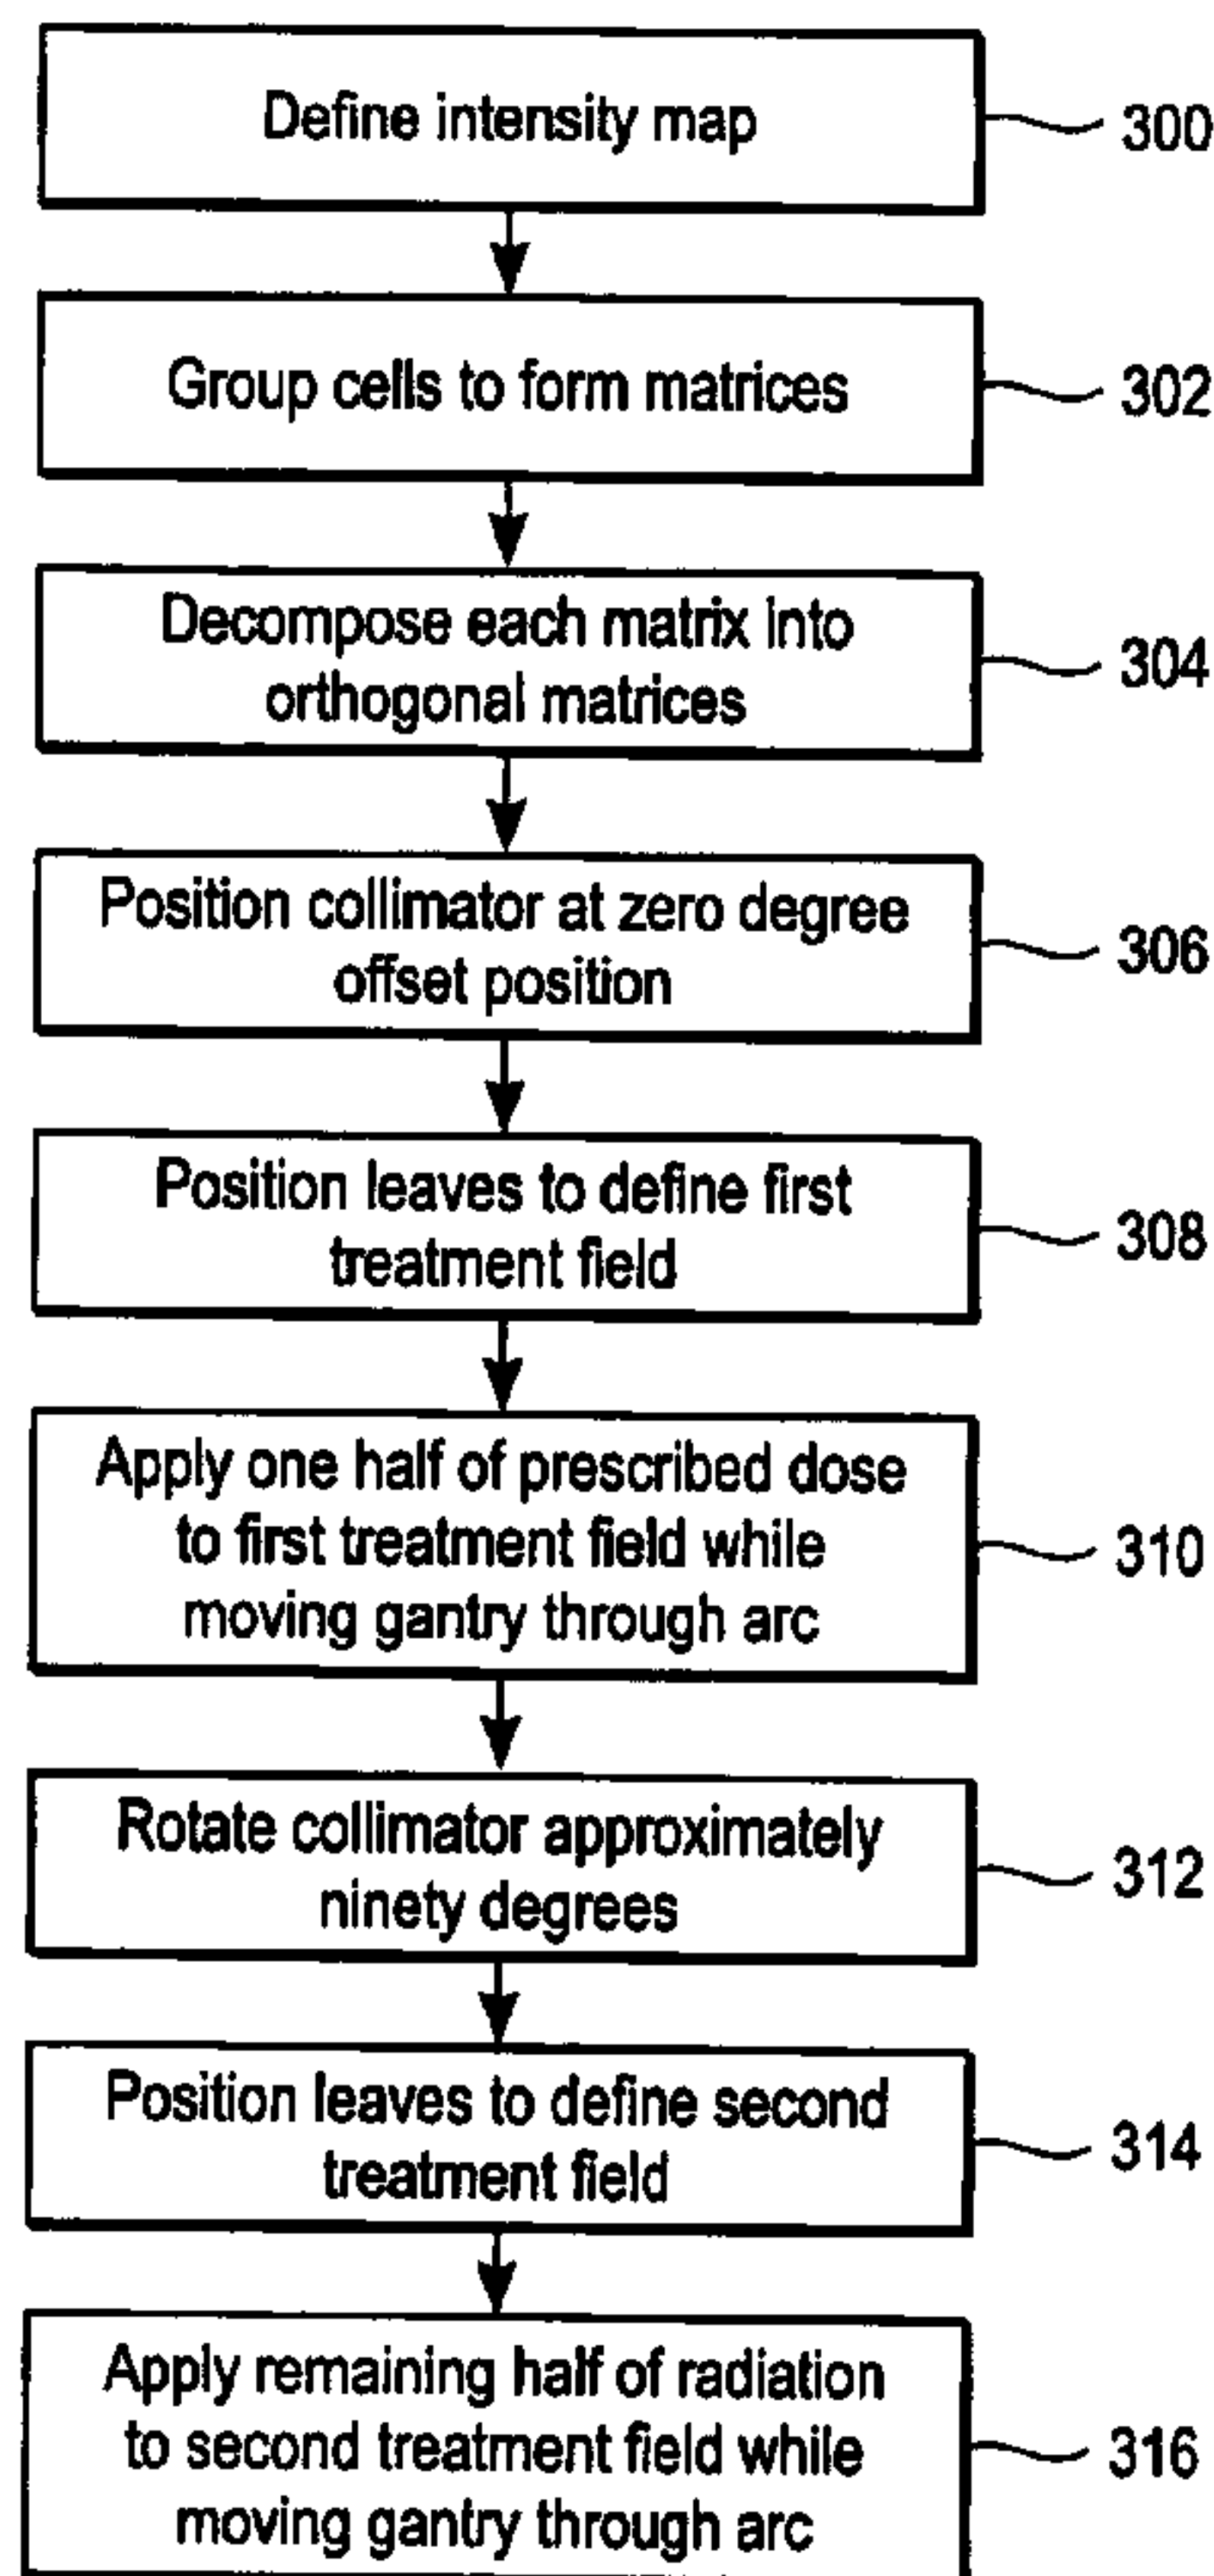 Define intensity map
300
Group cells to form matrices
302
Decompose each matrix into
orthogonal matrices
304
Position collimator at zero degree
offset position
306
Position leaves to define first
treatment field
308
Apply one half of prescribed dose
to first treatment field while
moving gantry through arc
310
Rotate collimator approximately
ninety degrees
312
Position leaves to define second
treatment field
314
Apply remaining half of radiation
to second treatment field while
moving gantry through arc
316